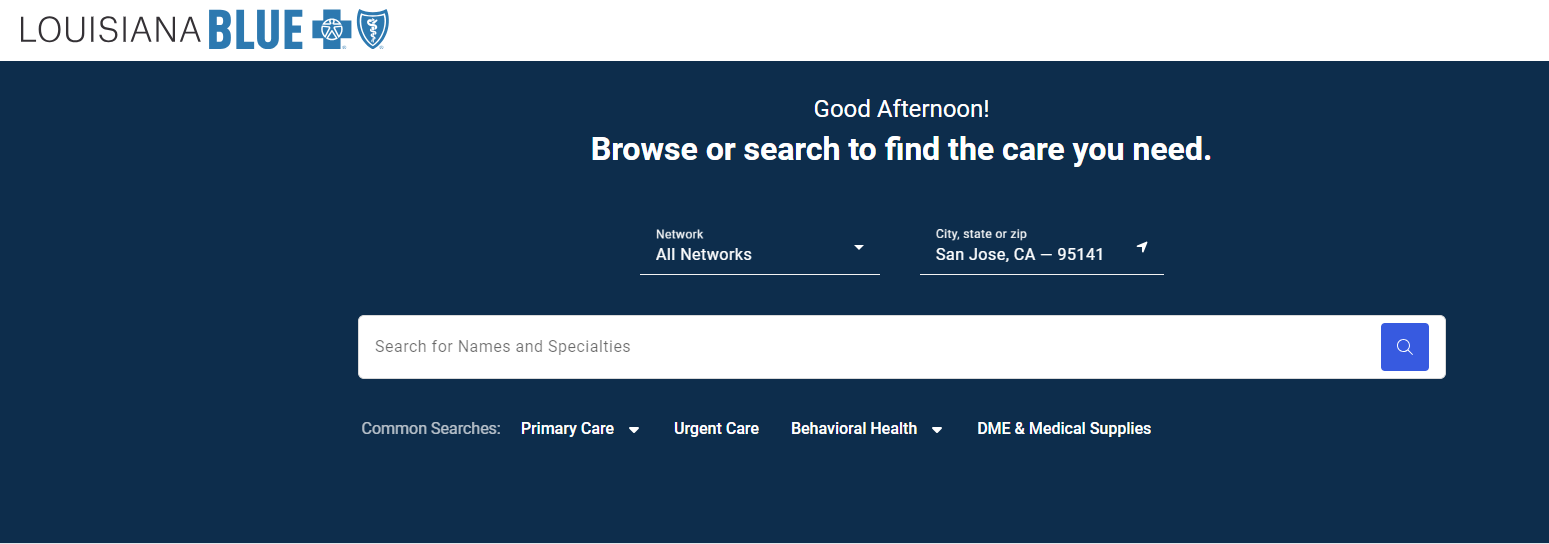 LOUISIANA BLUE
Good Afternoon!
Browse or search to find the care you need.
Network
All Networks
City, state or zip
San Jose, CA — 95141
Search for Names and Specialties
Common Searches: Primary Care Urgent Care Behavioral Health DME & Medical Supplies